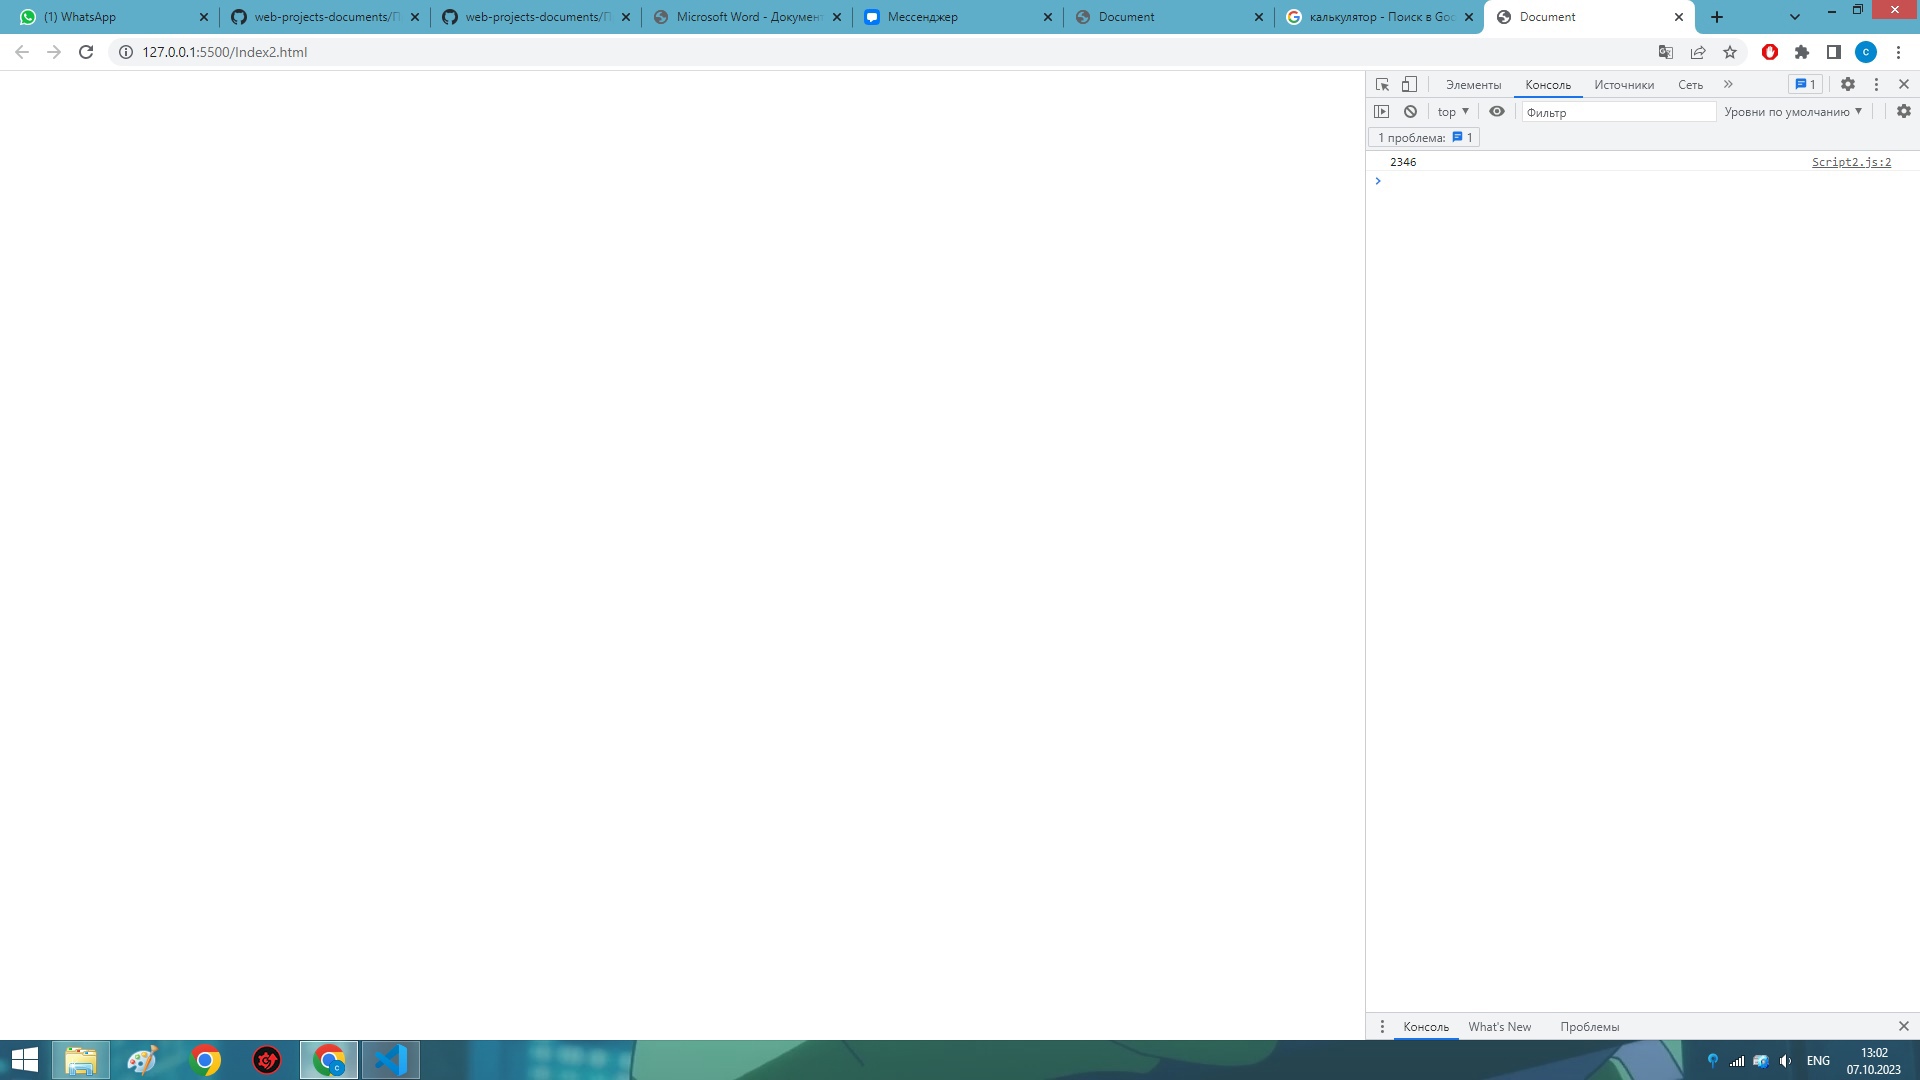 (1) WhatsApp
web-projects-documents/П
web-projects-documents/П
Microsoft Word - Документ
Мессенджер
Document
калькулятор - Поиск в Goo
Document
127.0.0.1:5500/Index2.html
с
Элементы Консоль Источники Сеть » 1
top ▼ Фильтр Уровни по умолчанию ▼
1 проблема: 1
2346 Script2.js:2
>
Консоль What's New Проблемы
ENG
13:02
07.10.2023